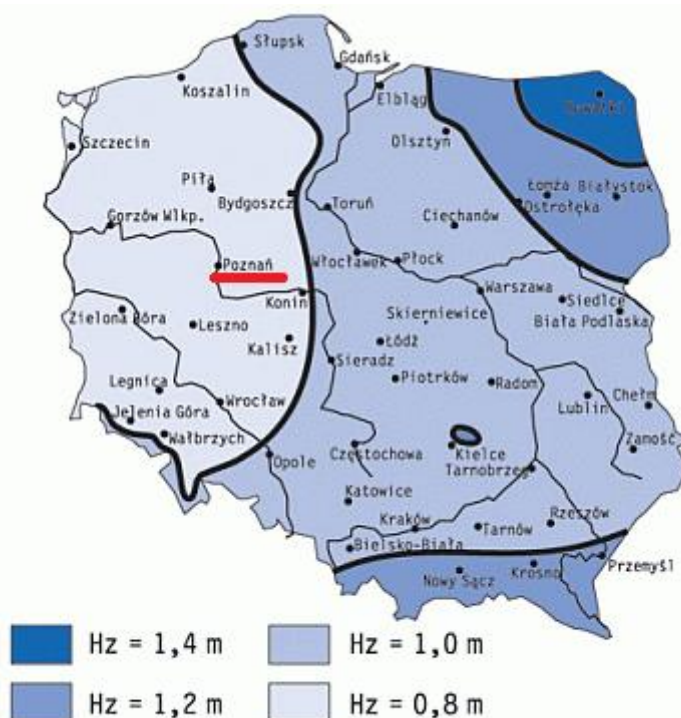 Słupsk
Gdańsk
Koszalin
Elbląg
Suwałki
Olsztyn
Szczecin
Piła
Bydgoszcz
Toruń
Łomża Białystok
Ostrołęka
Gorzów Wlkp.
Ciechanów
Poznań
Włocławek
Płock
Konin
Warszawa
Siedlce
Zielona Góra
Leszno
Skierniewice
Biała Podlaska
Kalisz
Łódź
Sieradz
Legnica
Piotrków
Radom
Chełm
Wrocław
Lublin
Jelenia Góra
Wałbrzych
Częstochowa
Kielce
Zamość
Opole
Tarnobrzeg
Katowice
Kraków
Tarnów
Rzeszów
Bielsko-Biała
Nowy Sącz
Krosno
Przemyśl
Hz = 1,4 m
Hz = 1,0 m
Hz = 1,2 m
Hz = 0,8 m